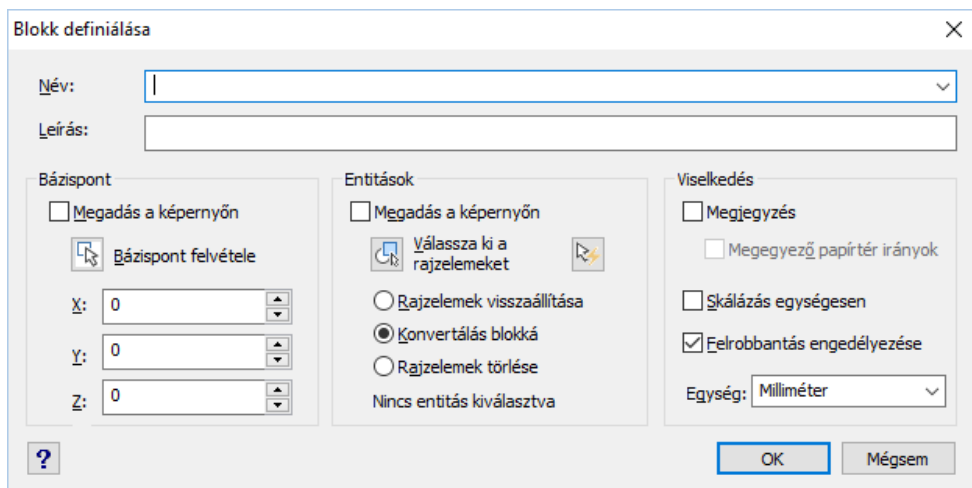 Blokk definiálása
Név:
Leírás:
Bázispont
Megadás a képernyőn
Bázispont felvétele
X: 0
Y: 0
Z: 0
Entitások
Megadás a képernyőn
Válassza ki a
rajzelemeket
Rajzelemek visszaállítása
Konvertálás blokká
Rajzelemek törlése
Nincs entitás kiválasztva
Viselkedés
Megjegyzés
Megegyező papírtér irányok
Skálázás egységesen
Felrobbantás engedélyezése
Egység: Milliméter
?
OK
Mégsem